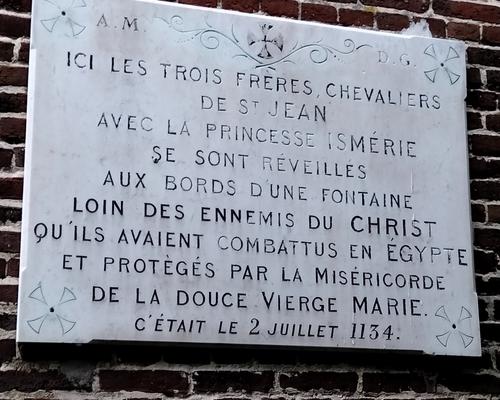 A.M. D.G.
ICI LES TROIS FRÈRES, CHEVALIERS
DE ST JEAN
AVEC LA PRINCESSE ISMÉRIE
SE SONT RÉVEILLÉS
AUX BORDS D'UNE FONTAINE
LOIN DES ENNEMIS DU CHRIST
QU'ILS AVAIENT COMBATTUS EN ÉGYPTE
ET PROTÈGÉS PAR LA MISÉRICORDE
DE LA DOUCE VIERGE MARIE.
C'ÉTAIT LE 2 JUILLET 1134.